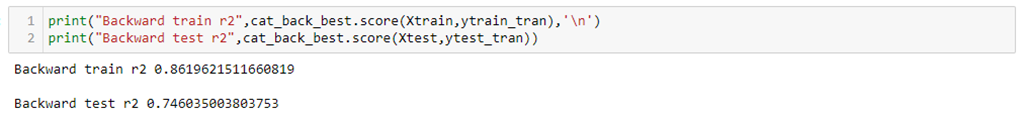 1 print("Backward train r2",cat_back_best.score(Xtrain,ytrain_tran),'\n')
2 print("Backward test r2",cat_back_best.score(Xtest,ytest_tran))
Backward train r2 0.8619621511660819
Backward test r2 0.746035003803753